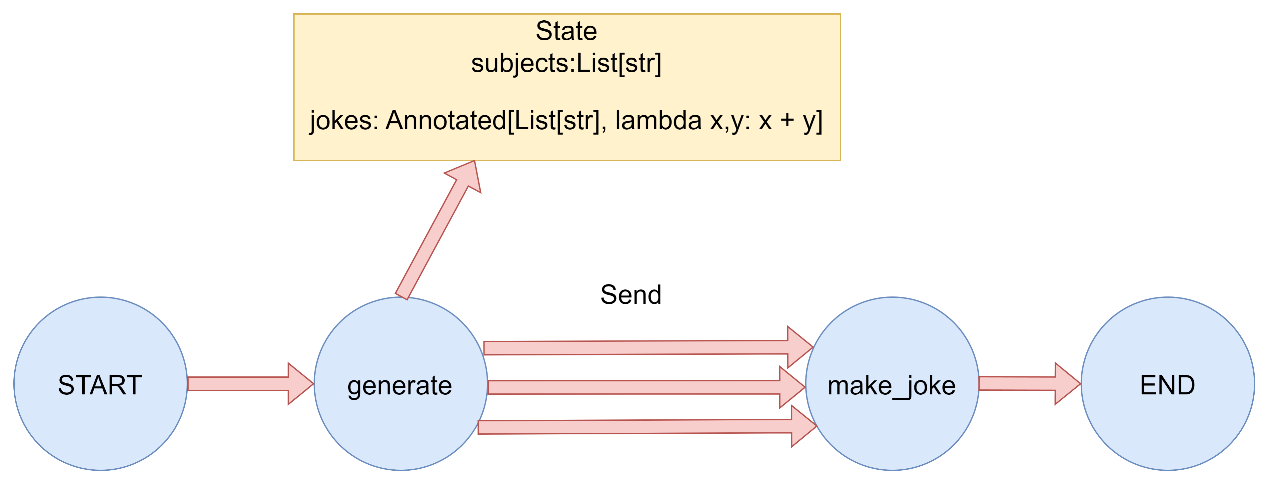 State
subjects:List[str]
jokes: Annotated[List[str], lambda x,y: x + y]
Send
START
generate
make_joke
END